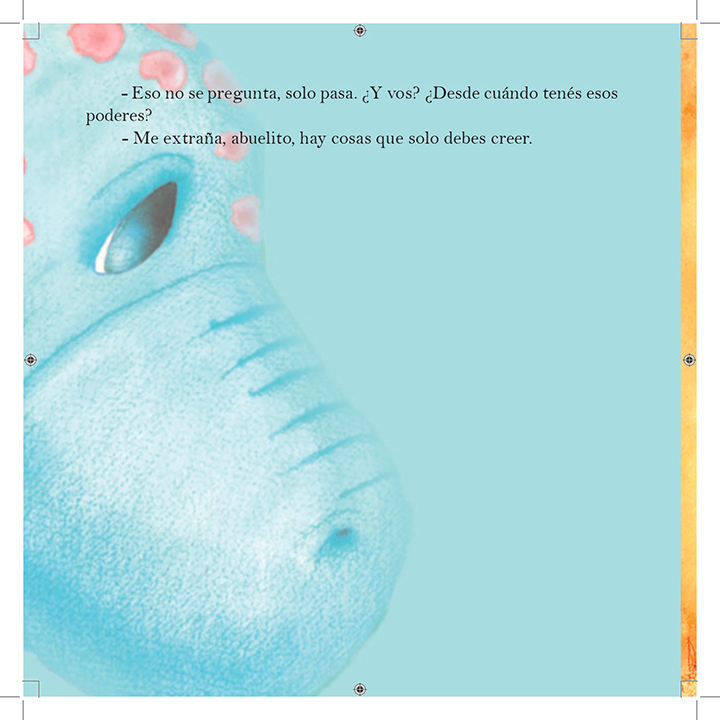 - Eso no se pregunta, solo pasa. ¿Y vos? ¿Desde cuándo tenés esos
poderes?
- Me extraña, abuelito, hay cosas que solo debes creer.